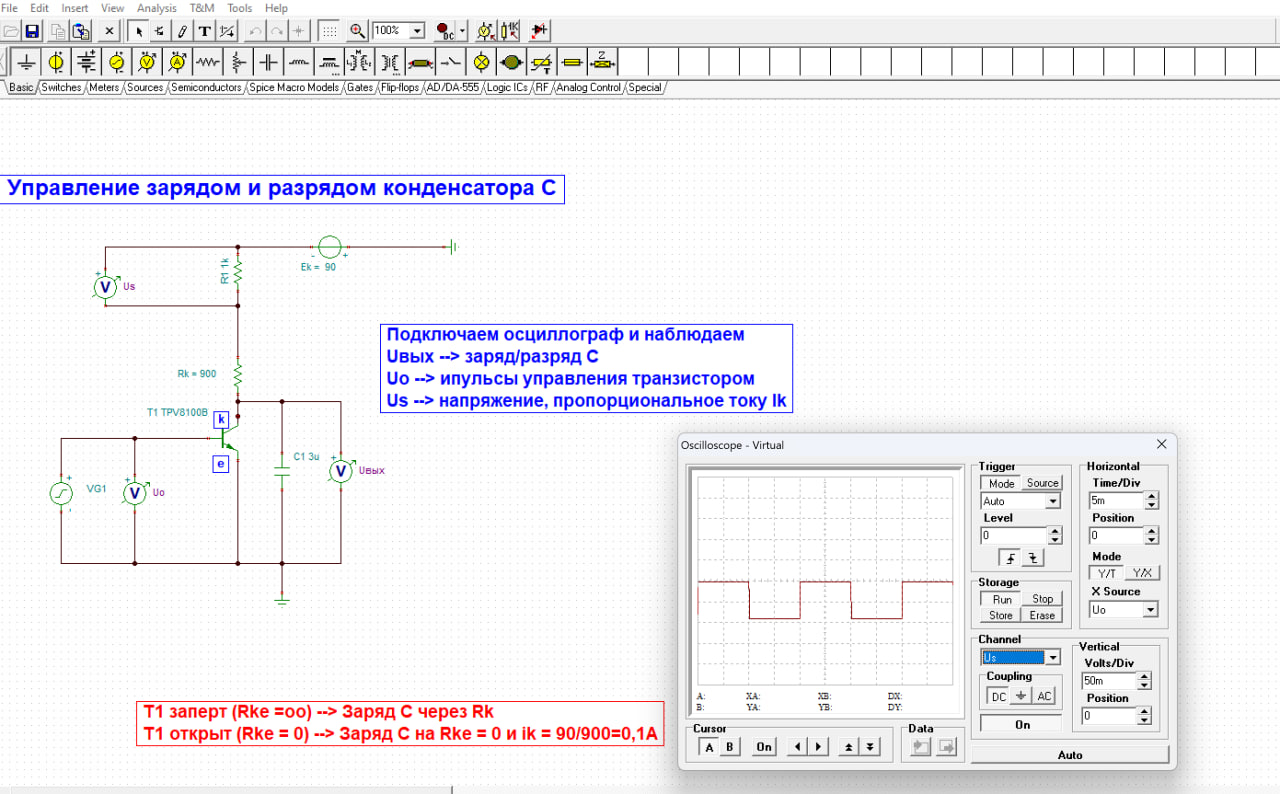 File Edit Insert View Analysis T&M Tools Help
100% DC 1K
M Z
Basic Switches Meters Sources Semiconductors Spice Macro Models Gates Flip-flops AD/DA-555 Logic ICs RF Analog Control Special
Управление зарядом и разрядом конденсатора С
R1 1k
- +
Ek = 90
+
V Us
Подключаем осциллограф и наблюдаем
Uвых --> заряд/разряд С
Uo --> ипульсы управления транзистором
Us --> напряжение, пропорциональное току Ik
Rk = 900
T1 TPV8100B
k
e
C1 3u
+
V Uвых
+
VG1
-
+
V Uo
T1 заперт (Rke =oo) --> Заряд С через Rk
T1 открыт (Rke = 0) --> Заряд С на Rke = 0 и ik = 90/900=0,1A
Oscilloscope - Virtual
Trigger
Mode Source
Auto
Level
0
Storage
Run Stop
Store Erase
Channel
Us
Coupling
DC AC
On
Horizontal
Time/Div
5m
Position
0
Mode
Y/T Y/X
X Source
Uo
Vertical
Volts/Div
50m
Position
0
Auto
A: XA: XB: DX:
B: YA: YB: DY:
Cursor
A B On
Data